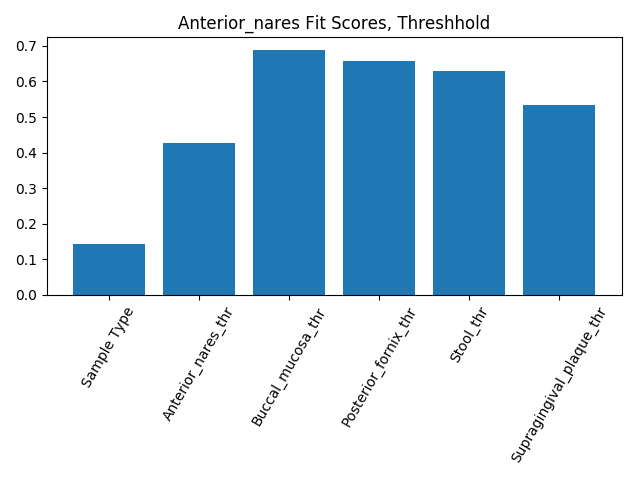 Anterior_nares Fit Scores, Threshhold
0.7
0.6
0.5
0.4
0.3
0.2
0.1
0.0
Sample Type
Anterior_nares_thr
Buccal_mucosa_thr
Posterior_fornix_thr
Stool_thr
Supragingival_plaque_thr